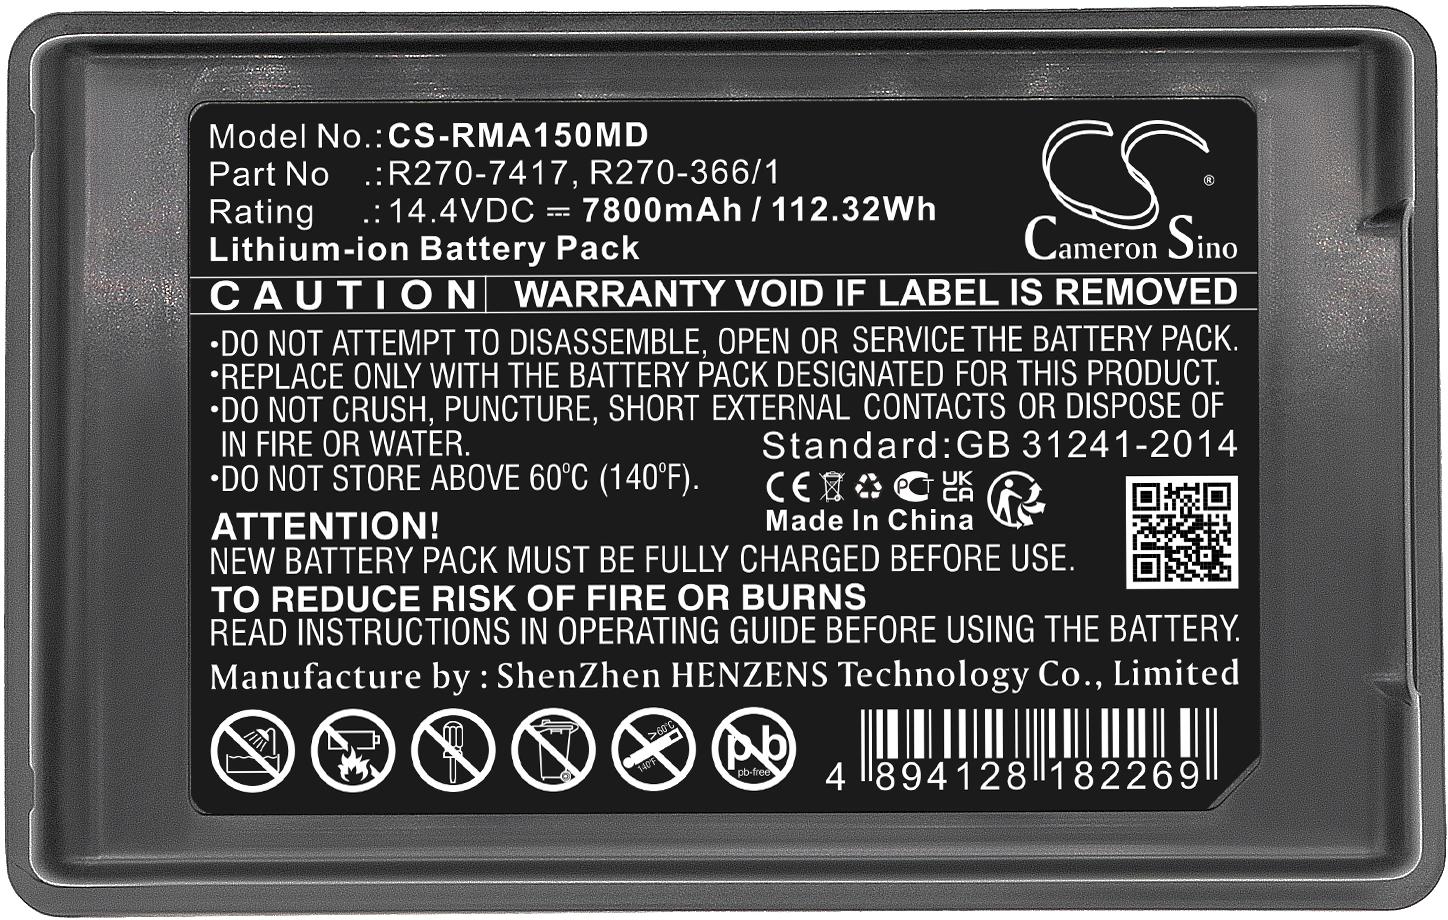 Model No.:CS-RMA150MD
Part No .:R270-7417, R270-366/1
Rating .:14.4VDC ⎓ 7800mAh / 112.32Wh
Lithium-ion Battery Pack
CS ®
Cameron Sino
CAUTION WARRANTY VOID IF LABEL IS REMOVED
•DO NOT ATTEMPT TO DISASSEMBLE, OPEN OR SERVICE THE BATTERY PACK.
•REPLACE ONLY WITH THE BATTERY PACK DESIGNATED FOR THIS PRODUCT.
•DO NOT CRUSH, PUNCTURE, SHORT EXTERNAL CONTACTS OR DISPOSE OF
IN FIRE OR WATER.
Standard:GB 31241-2014
•DO NOT STORE ABOVE 60°C (140°F).
CE PCT UK CA
Made In China
ATTENTION!
NEW BATTERY PACK MUST BE FULLY CHARGED BEFORE USE.
TO REDUCE RISK OF FIRE OR BURNS
READ INSTRUCTIONS IN OPERATING GUIDE BEFORE USING THE BATTERY.
Manufacture by : ShenZhen HENZENS Technology Co., Limited
>60°C
140°F
pb
pb-free
4 894128 182269